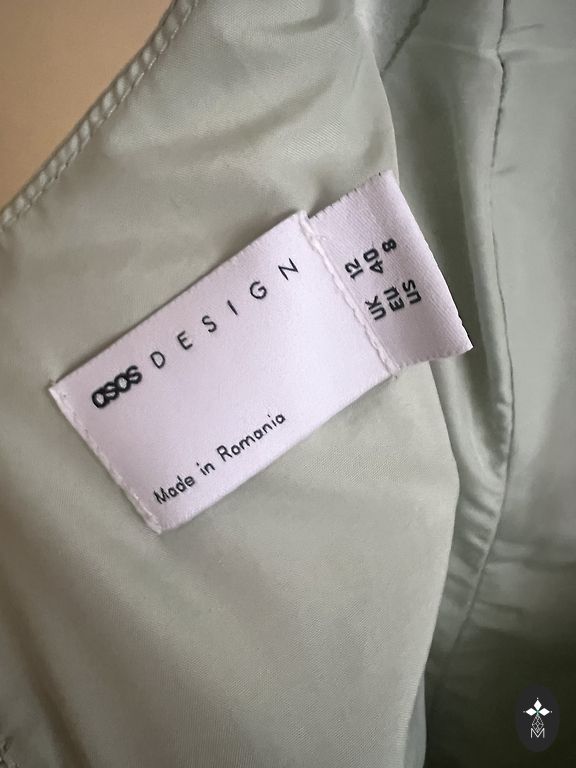 asos DESIGN
Made in Romania
UK 12
EU 40
US 8
M